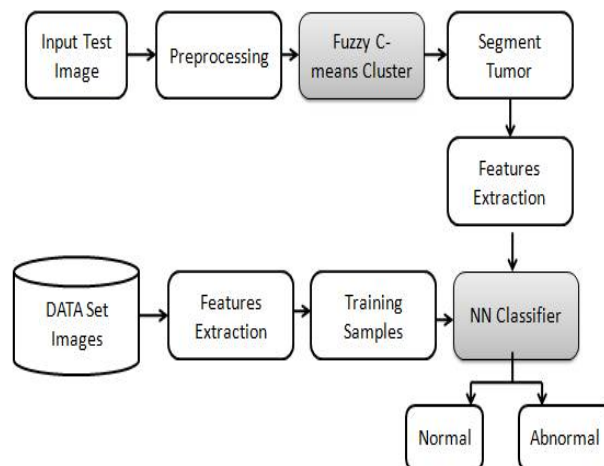 Input Test
Image
Preprocessing
Fuzzy C-
means Cluster
Segment
Tumor
Features
Extraction
DATA Set
Images
Features
Extraction
Training
Samples
NN Classifier
Normal
Abnormal